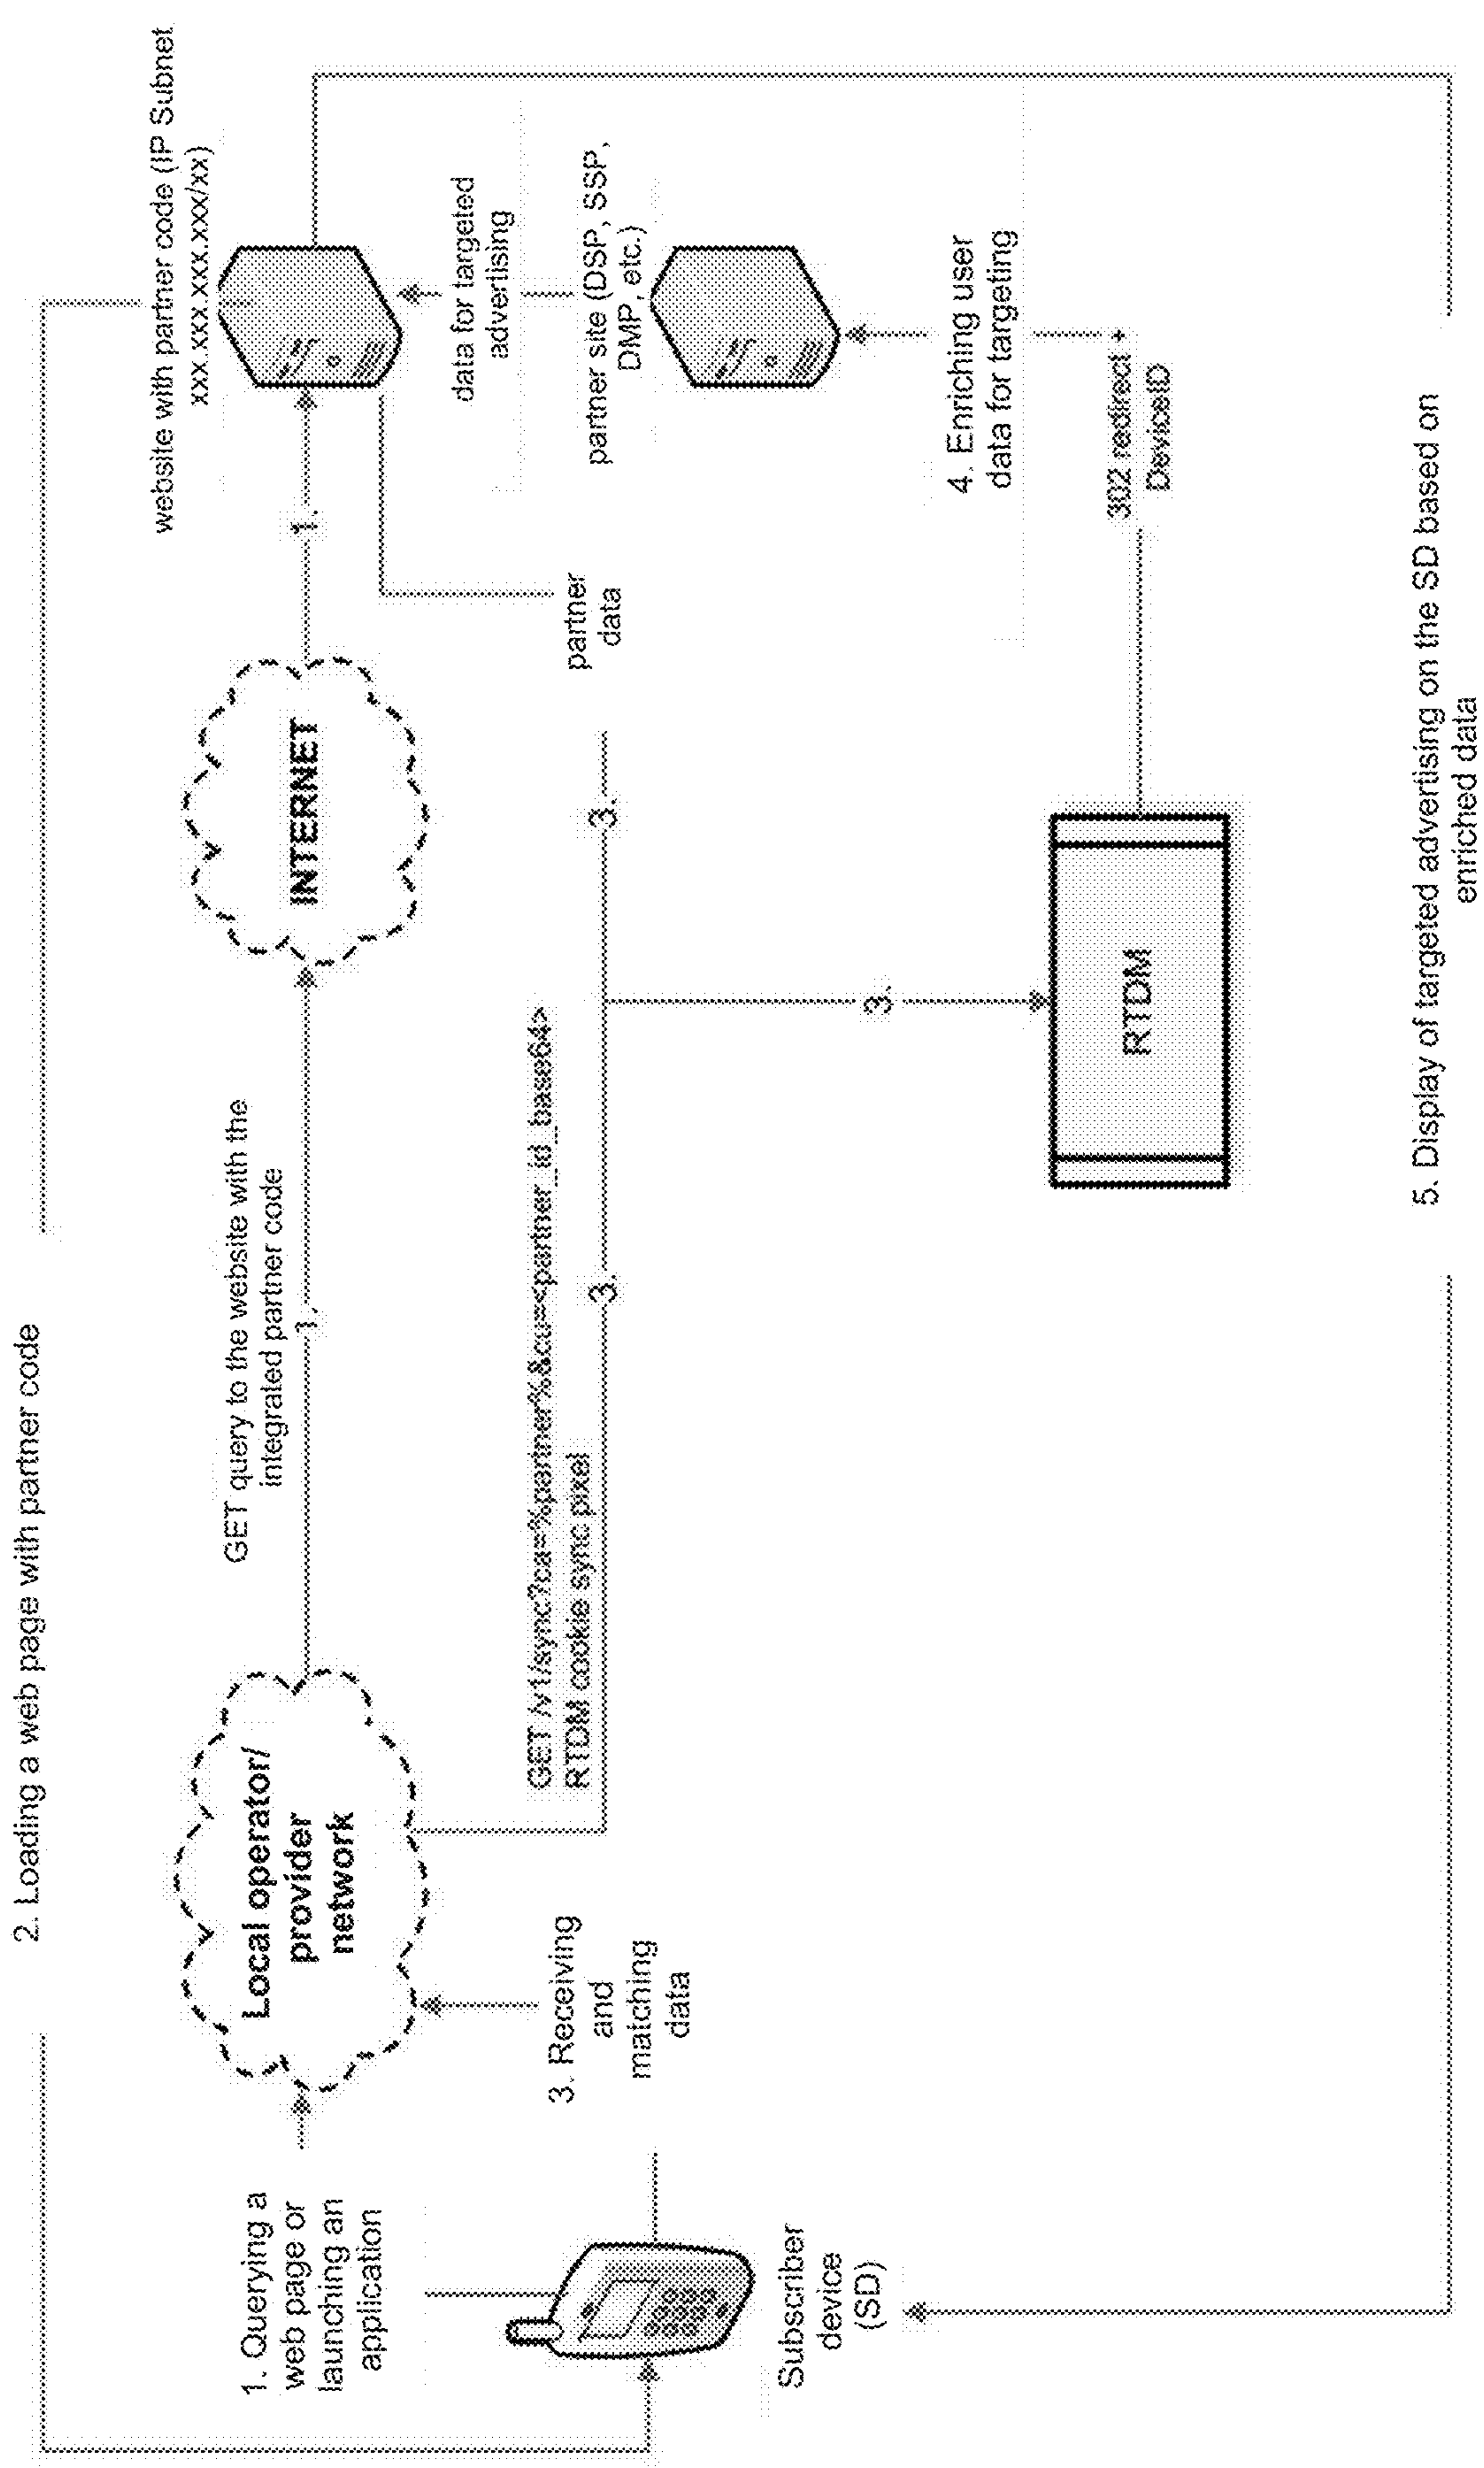 2. Loading a web page with partner code
website with partner code (IP Subnet
xxx.xxx.xxx.xxx/xx)
GET query to the website with the
integrated partner code
1. Querying a
web page or
launching an
application
Local operator/
provider
network
1.
INTERNET
1.
data for targeted
advertising
partner site (DSP, SSP,
DMP, etc.)
partner
data
GET /v1/sync?ca=%partner%&cu=<partner_id_base64>
RTDM cookie sync pixel
3. Receiving
and
matching
data
3.
3.
3.
Subscriber
device
(SD)
4. Enriching user
data for targeting
302 redirect +
DeviceID
RTDM
5. Display of targeted advertising on the SD based on
enriched data